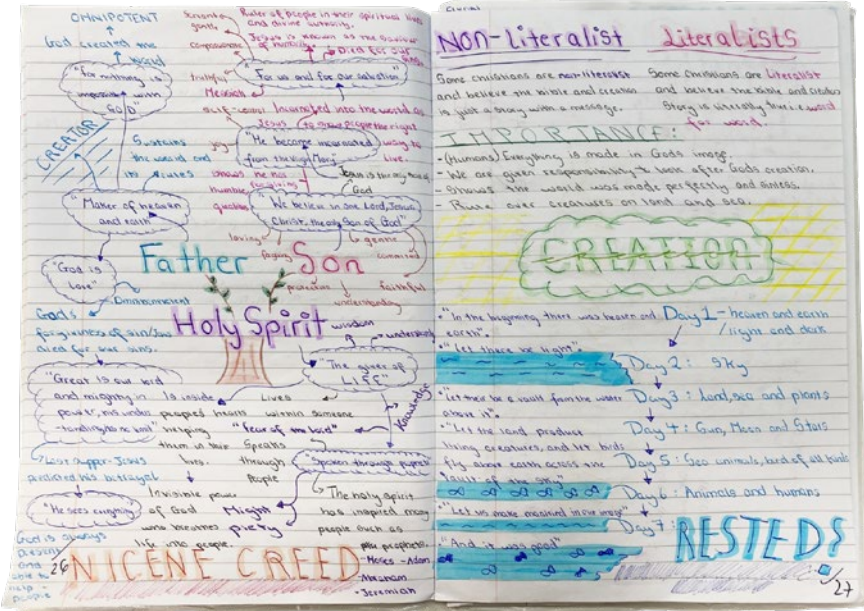 OMNIPOTENT
God created the
world
"For nothing is
impossible with
GOD"
CREATOR
Sustains
the world and
its rules
"Maker of heaven
and earth"
"God is
love"
Omnibenevolent
Gods
forgiveness of sin/Jesus
died for our sins.
"Great is our lord
and mighty in
power, his under
-standing has no limit"
Last supper - Jesus
predicted his betrayal
"He sees everything"
God is always
present
and
able to
help
people
26
Ruler of people in their spiritual lives
and divine authority.
Jesus is known as the saviour
of humanity
Died for our
sins
compassionate
"For us and for our salvation"
truthful
Messiah
Incarnated into the world as
Jesus to show people the right
way to
live.
"He became incarnated
from the virgin Mary"
joy
Jesus is the only son of
God
humble
"We believe in one Lord, Jesus
Christ, the only Son of God"
loving
genuine
faithful
understanding
Father Son
Holy Spirit
wisdom
understanding
"The giver of
LIFE"
Knowledge
Is inside
peoples hearts
helping
them in their
lives.
Lives
within someone
"Fear of the lord"
Speaks
through
people
"Spoken through prophets"
Invisible power
of God
who becomes
life who people.
Might
piety
The holy spirit
has inspired many
people such as
prophets.
- Moses - Adam
- Abraham
- Jeremiah
NICENE CREED
Non-literalist Literalists
Some christians are non-literalist
and believe the bible and creation
is just a story with a message.
Some christians are Literalist
and believe the bible and creation
story is literally true i.e word
for word.
IMPORTANCE:
- (Humans) Everything is made in Gods image.
- We are given responsibility to look after Gods creation.
- Shows the world was made perfectly and sinless.
- Rule over creatures on land and sea.
CREATION
"In the beginning there was heaven and
earth".
Day 1 - heaven and earth
/light and dark
"Let there be light".
Day 2: Sky
"Let there be a vault from the water
above it".
Day 3: Land, sea and plants
"Let the land product
Day 4: Sun, Moon and Stars
living creatures, and let birds
fly above earth across the
vault of the sky"
Day 5: Sea animals, bird of all kinds
Day 6: Animals and humans
"Let us make mankind in our image"
Day 7:
RESTED!
"And it was good"
27